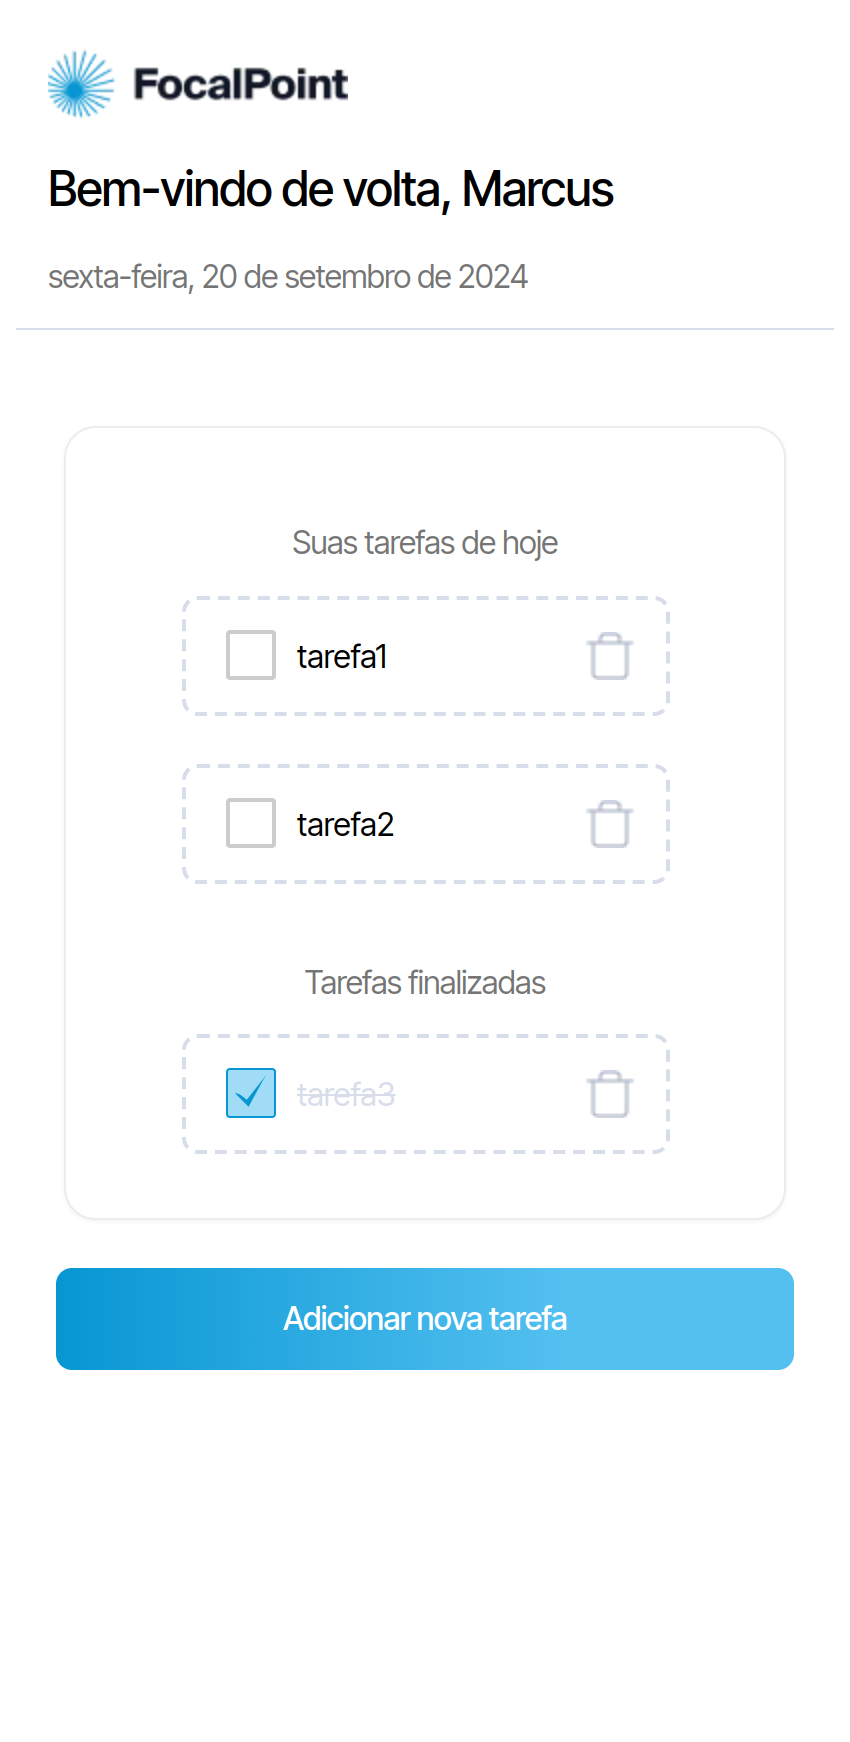 FocalPoint
Bem-vindo de volta, Marcus
sexta-feira, 20 de setembro de 2024
Suas tarefas de hoje
tarefa1
tarefa2
Tarefas finalizadas
tarefa3
Adicionar nova tarefa